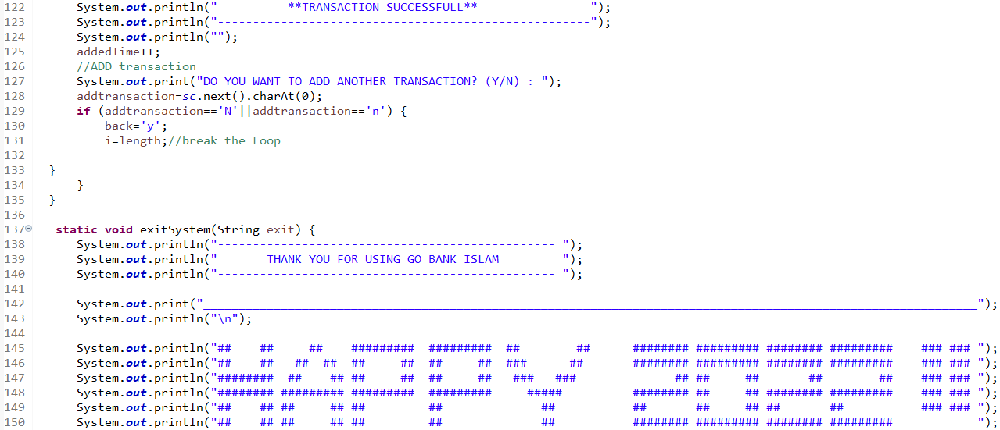 122 System.out.println("          **TRANSACTION SUCCESSFULL**                ");
123 System.out.println("-----------------------------------------------------");
124 System.out.println("");
125 addedTime++;
126 //ADD transaction
127 System.out.print("DO YOU WANT TO ADD ANOTHER TRANSACTION? (Y/N) : ");
128 addtransaction=sc.next().charAt(0);
129 if (addtransaction=='N'||addtransaction=='n') {
130     back='y';
131     i=length;//break the Loop
132
133 }
134     }
135 }
136
137 static void exitSystem(String exit) {
138 System.out.println("------------------------------------------------ ");
139 System.out.println("       THANK YOU FOR USING GO BANK ISLAM         ");
140 System.out.println("------------------------------------------------ ");
141
142 System.out.print("______________________________________________________________________________________________________________");
143 System.out.println("\n");
144
145 System.out.println("##    ##     ##    #########  #########  ##        ##      ######## ######### ######## #########    ### ### ");
146 System.out.println("##    ##   ##  ##  ##     ##  ##     ##  ###      ##       ######## ######### ######## #########    ### ### ");
147 System.out.println("########  ##    ## ##     ##  ##     ##   ###   ###              ## ##     ##       ##        ##    ### ### ");
148 System.out.println("######## ######### #########  #########     #####          ######## ##     ## ######## #########    ### ### ");
149 System.out.println("##    ## ##     ## ##         ##              ##           ##       ##     ## ##       ##           ### ### ");
150 System.out.println("##    ## ##     ## ##         ##              ##           ######## ######### ######## #########            ");